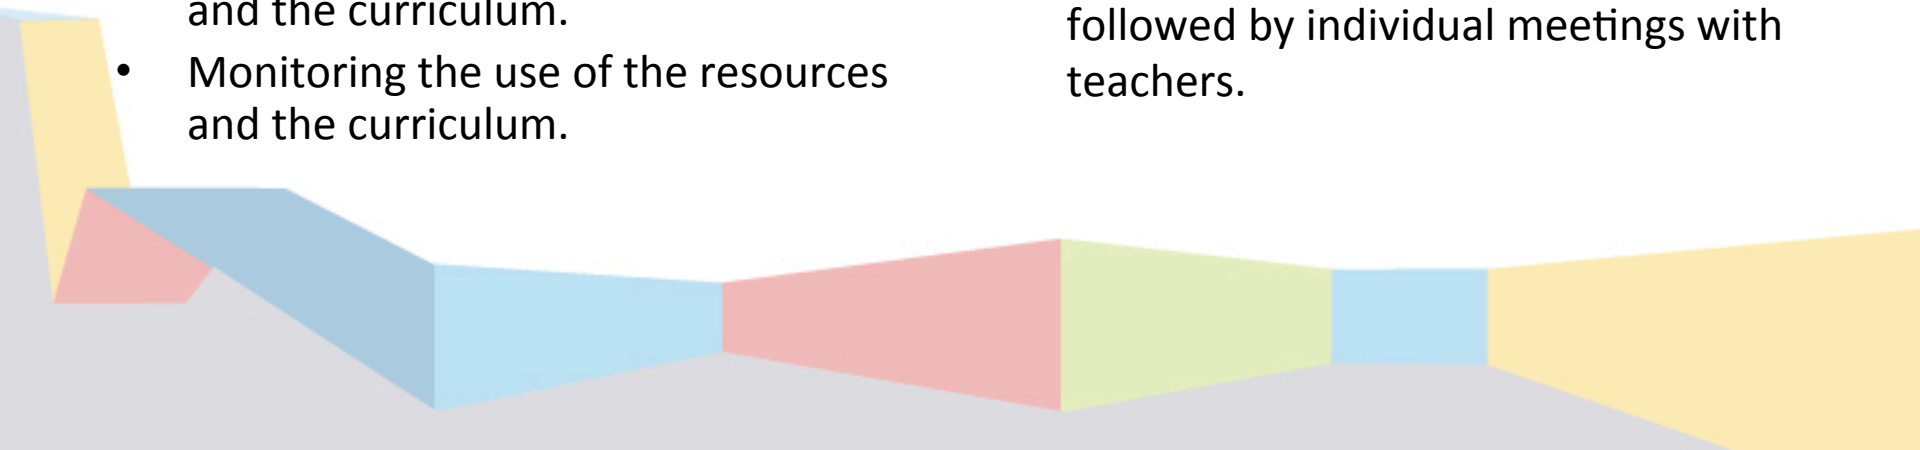 and the curriculum.
• Monitoring the use of the resources
and the curriculum.
followed by individual meetings with
teachers.